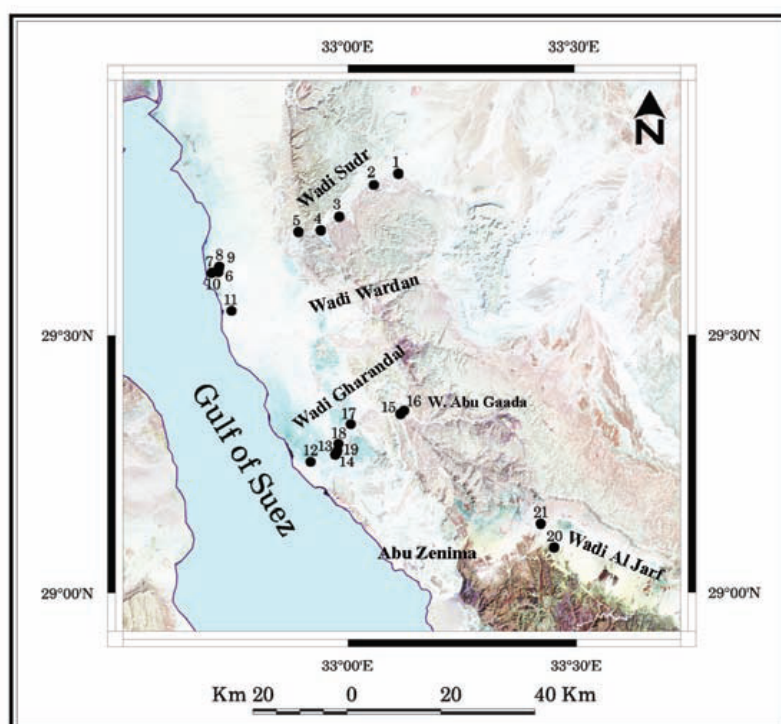 33°00'E 33°30'E
N
Wadi Sudr
1
2
3
4
5
8 9
7 6
10
11
Wadi Wardan
29°30'N 29°30'N
Wadi Gharandal
Gulf of Suez
16 W. Abu Gaada
15
17
18
13 19
12 14
21
20
Wadi Al Jarf
Abu Zenima
29°00'N 29°00'N
33°00'E 33°30'E
Km 20 0 20 40 Km